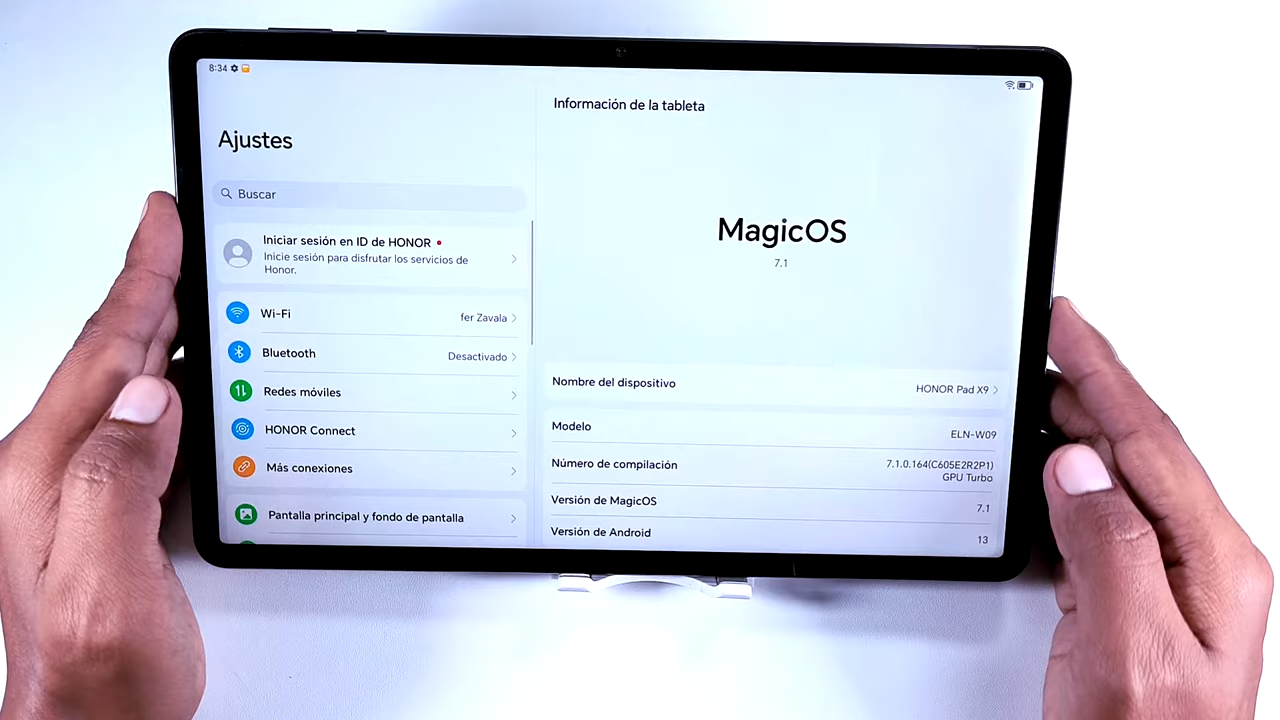 8:34
Ajustes
Buscar
Iniciar sesión en ID de HONOR
Inicie sesión para disfrutar los servicios de
Honor.
Wi-Fi
fer Zavala
Bluetooth
Desactivado
Redes móviles
HONOR Connect
Más conexiones
Pantalla principal y fondo de pantalla
Información de la tableta
MagicOS
7.1
Nombre del dispositivo
HONOR Pad X9
Modelo
ELN-W09
Número de compilación
7.1.0.164(C605E2R2P1)
GPU Turbo
Versión de MagicOS
7.1
Versión de Android
13